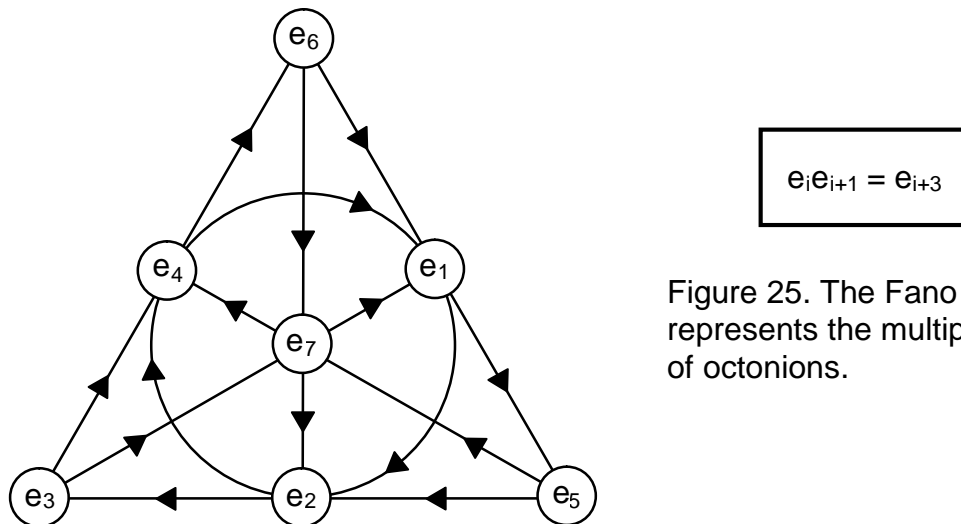 e₆
eᵢeᵢ₊₁ = eᵢ₊₃
e₄
e₁
Figure 25. The Fano
e₇
represents the
of octonions.
e₃
e₂
e₅